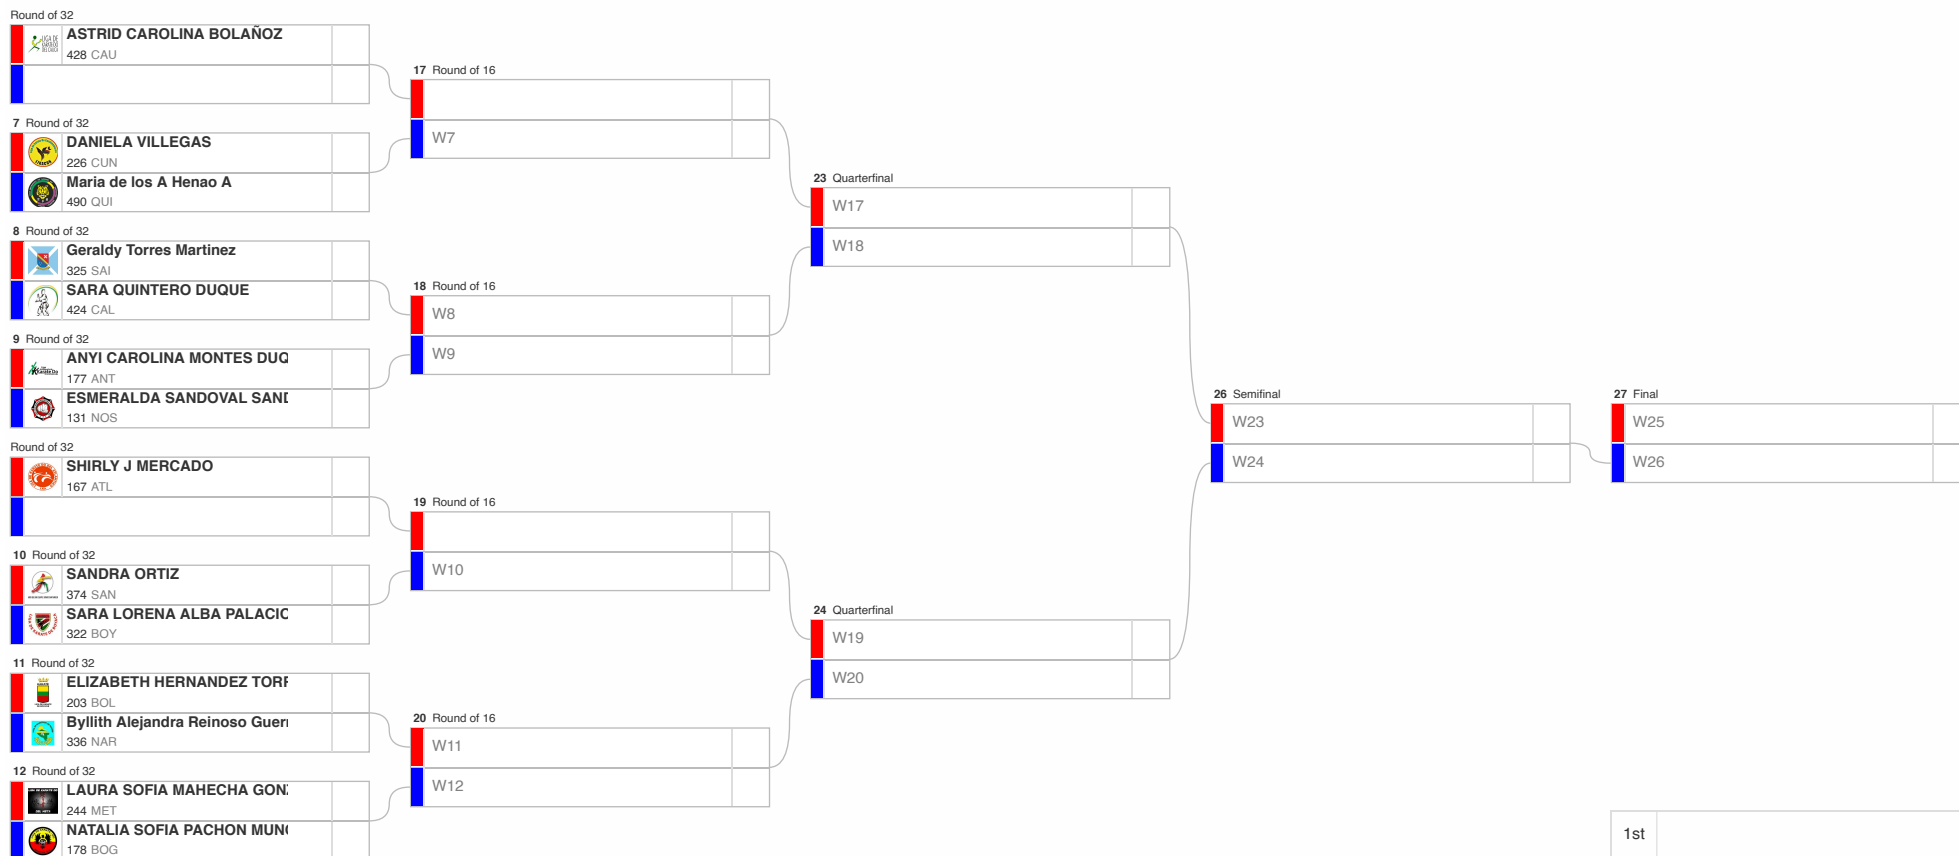 Round of 32
ASTRID CAROLINA BOLAÑOZ
428 CAU
7 Round of 32
DANIELA VILLEGAS
226 CUN
Maria de los A Henao A
490 QUI
8 Round of 32
Geraldy Torres Martinez
325 SAI
SARA QUINTERO DUQUE
424 CAL
9 Round of 32
ANYI CAROLINA MONTES DUQ
177 ANT
ESMERALDA SANDOVAL SAND
131 NOS
Round of 32
SHIRLY J MERCADO
167 ATL
10 Round of 32
SANDRA ORTIZ
374 SAN
SARA LORENA ALBA PALACIO
322 BOY
11 Round of 32
ELIZABETH HERNANDEZ TORR
203 BOL
Byllith Alejandra Reinoso Guerr
336 NAR
12 Round of 32
LAURA SOFIA MAHECHA GONZ
244 MET
NATALIA SOFIA PACHON MUNO
178 BOG
17 Round of 16
W7
18 Round of 16
W8
W9
19 Round of 16
W10
20 Round of 16
W11
W12
23 Quarterfinal
W17
W18
24 Quarterfinal
W19
W20
26 Semifinal
W23
W24
27 Final
W25
W26
1st